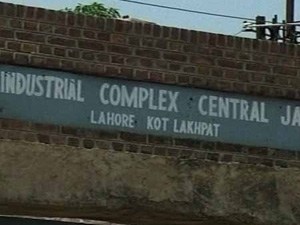 INDUSTRIAL COMPLEX CENTRAL JA
LAHORE KOT LAKHPAT